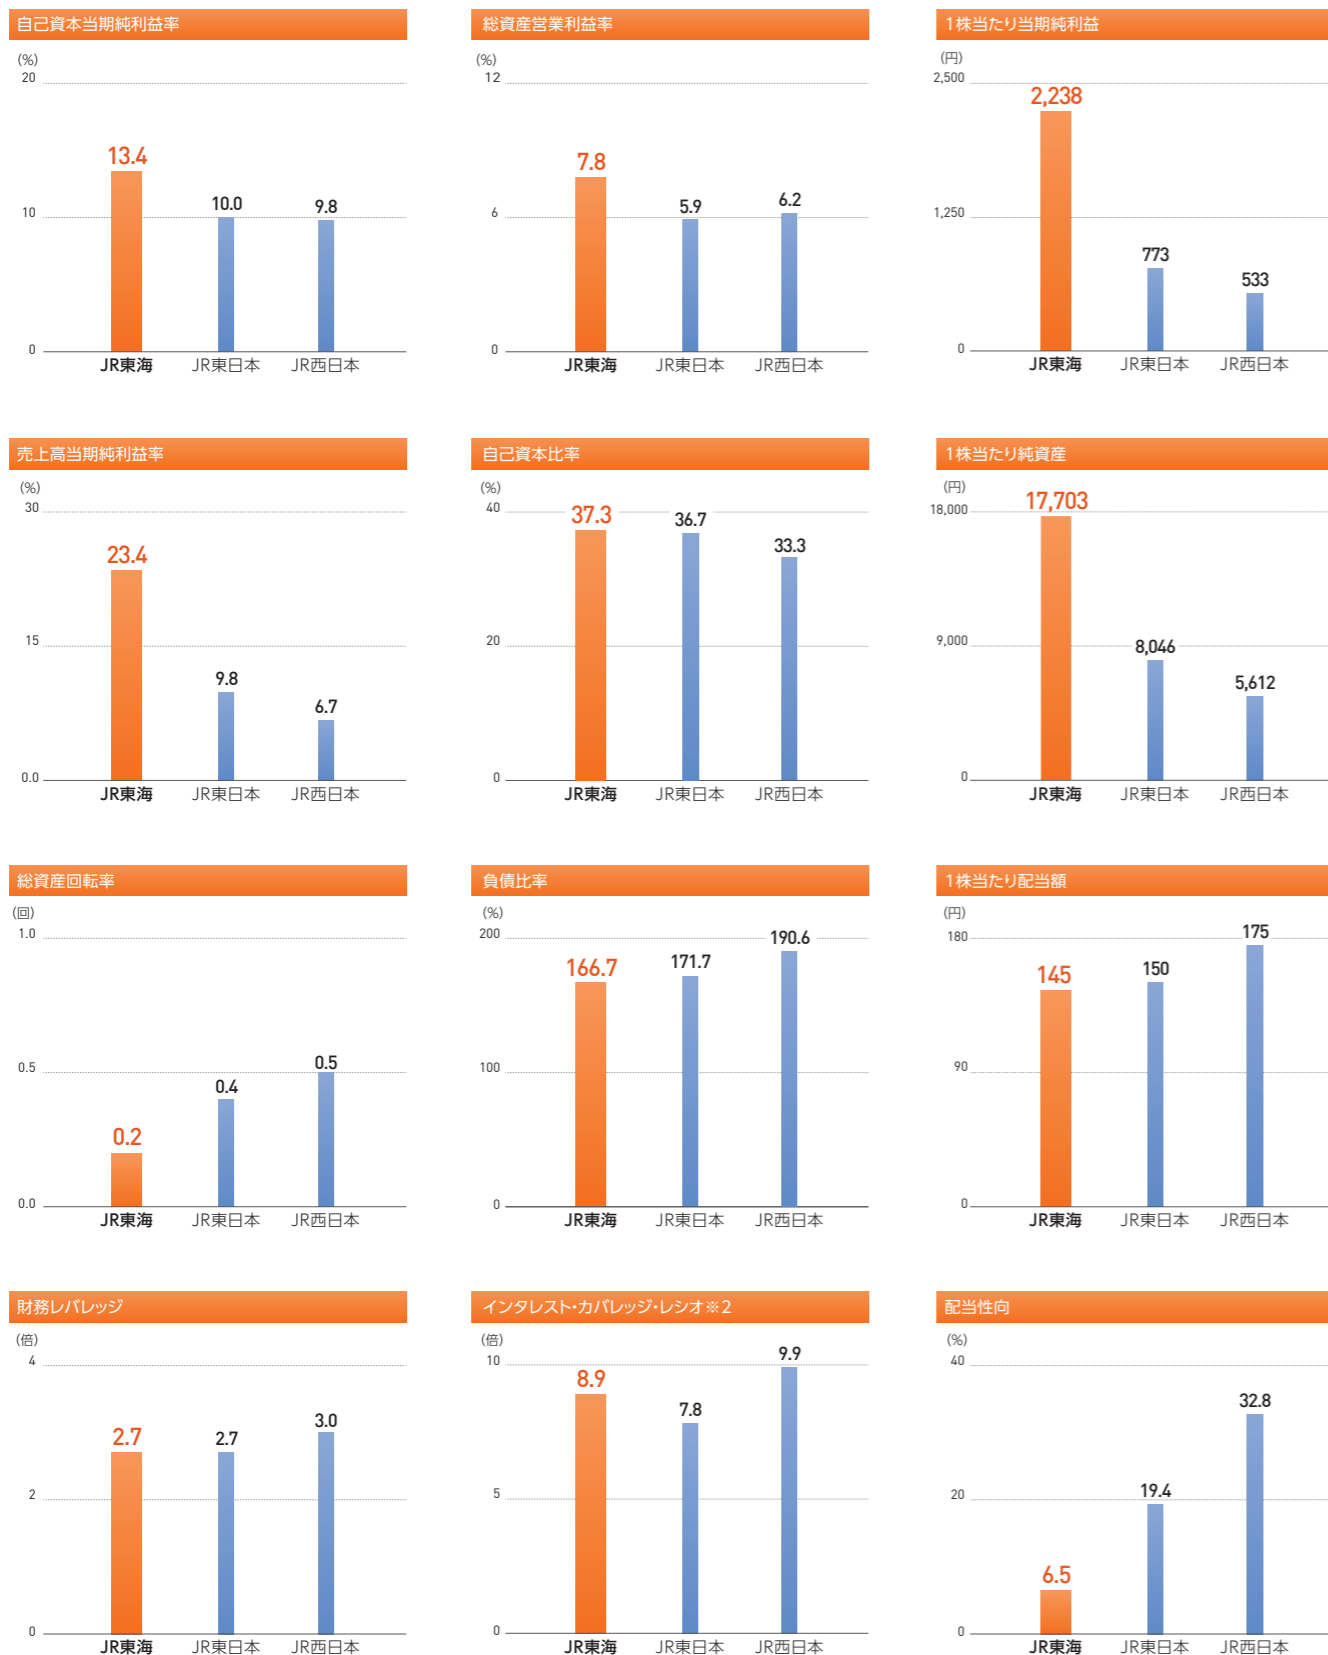 自己資本当期純利益率
(%)
20
10
0
13.4
10.0
9.8
JR東海
JR東日本
JR西日本
総資産営業利益率
(%)
12
6
0
7.8
5.9
6.2
JR東海
JR東日本
JR西日本
1株当たり当期純利益
(円)
2,500
1,250
0
2,238
773
533
JR東海
JR東日本
JR西日本
売上高当期純利益率
(%)
30
15
0.0
23.4
9.8
6.7
JR東海
JR東日本
JR西日本
自己資本比率
(%)
40
20
0
37.3
36.7
33.3
JR東海
JR東日本
JR西日本
1株当たり純資産
(円)
18,000
9,000
0
17,703
8,046
5,612
JR東海
JR東日本
JR西日本
総資産回転率
(回)
1.0
0.5
0.0
0.2
0.4
0.5
JR東海
JR東日本
JR西日本
負債比率
(%)
200
100
0
166.7
171.7
190.6
JR東海
JR東日本
JR西日本
1株当たり配当額
(円)
180
90
0
145
150
175
JR東海
JR東日本
JR西日本
財務レバレッジ
(倍)
4
2
0
2.7
2.7
3.0
JR東海
JR東日本
JR西日本
インタレスト・カバレッジ・レシオ※2
(倍)
10
5
0
8.9
7.8
9.9
JR東海
JR東日本
JR西日本
配当性向
(%)
40
20
0
6.5
19.4
32.8
JR東海
JR東日本
JR西日本